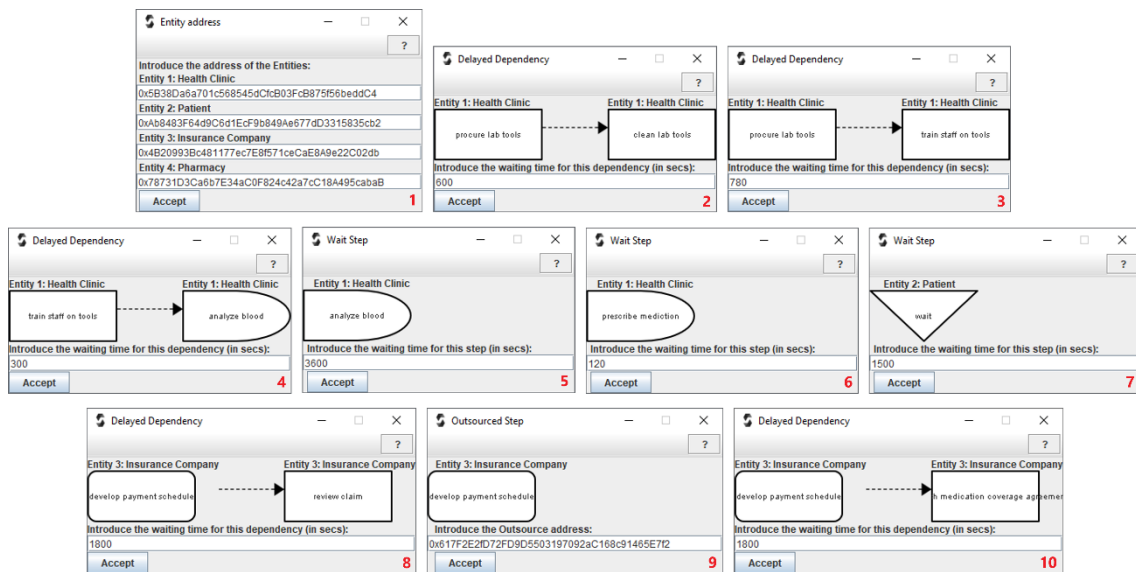 Entity address
?
Introduce the address of the Entities:
Entity 1: Health Clinic
0x5B38Da6a701c568545dCfcB03FcB875f56beddC4
Entity 2: Patient
0xAb8483F64d9C6d1EcF9b849Ae677dD3315835cb2
Entity 3: Insurance Company
0x4B20993Bc481177ec7E8f571ceCaE8A9e22C02db
Entity 4: Pharmacy
0x78731D3Ca6b7E34aC0F824c42a7cC18A495cabaB
Accept
1
Delayed Dependency
?
Entity 1: Health Clinic Entity 1: Health Clinic
procure lab tools clean lab tools
Introduce the waiting time for this dependency (in secs):
600
Accept
2
Delayed Dependency
?
Entity 1: Health Clinic Entity 1: Health Clinic
procure lab tools train staff on tools
Introduce the waiting time for this dependency (in secs):
780
Accept
3
Delayed Dependency
?
Entity 1: Health Clinic Entity 1: Health Clinic
train staff on tools analyze blood
Introduce the waiting time for this dependency (in secs):
300
Accept
4
Wait Step
?
Entity 1: Health Clinic
analyze blood
Introduce the waiting time for this step (in secs):
3600
Accept
5
Wait Step
?
Entity 1: Health Clinic
prescribe mediction
Introduce the waiting time for this step (in secs):
120
Accept
6
Wait Step
?
Entity 2: Patient
wait
Introduce the waiting time for this step (in secs):
1500
Accept
7
Delayed Dependency
?
Entity 3: Insurance Company Entity 3: Insurance Company
develop payment schedule review claim
Introduce the waiting time for this dependency (in secs):
1800
Accept
8
Outsourced Step
?
Entity 3: Insurance Company
develop payment schedule
Introduce the Outsource address:
0x617F2E2fD72FD9D5503197092aC168c91465E7f2
Accept
9
Delayed Dependency
?
Entity 3: Insurance Company Entity 3: Insurance Company
develop payment schedule h medication coverage agreemen
Introduce the waiting time for this dependency (in secs):
1800
Accept
10